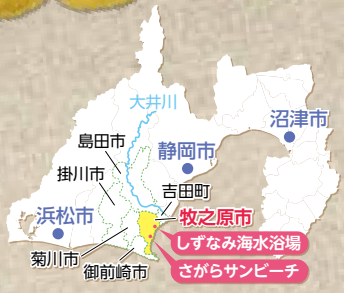 大井川
沼津市
島田市
静岡市
掛川市
吉田町
浜松市
牧之原市
しずなみ海水浴場
菊川市
さがらサンビーチ
御前崎市